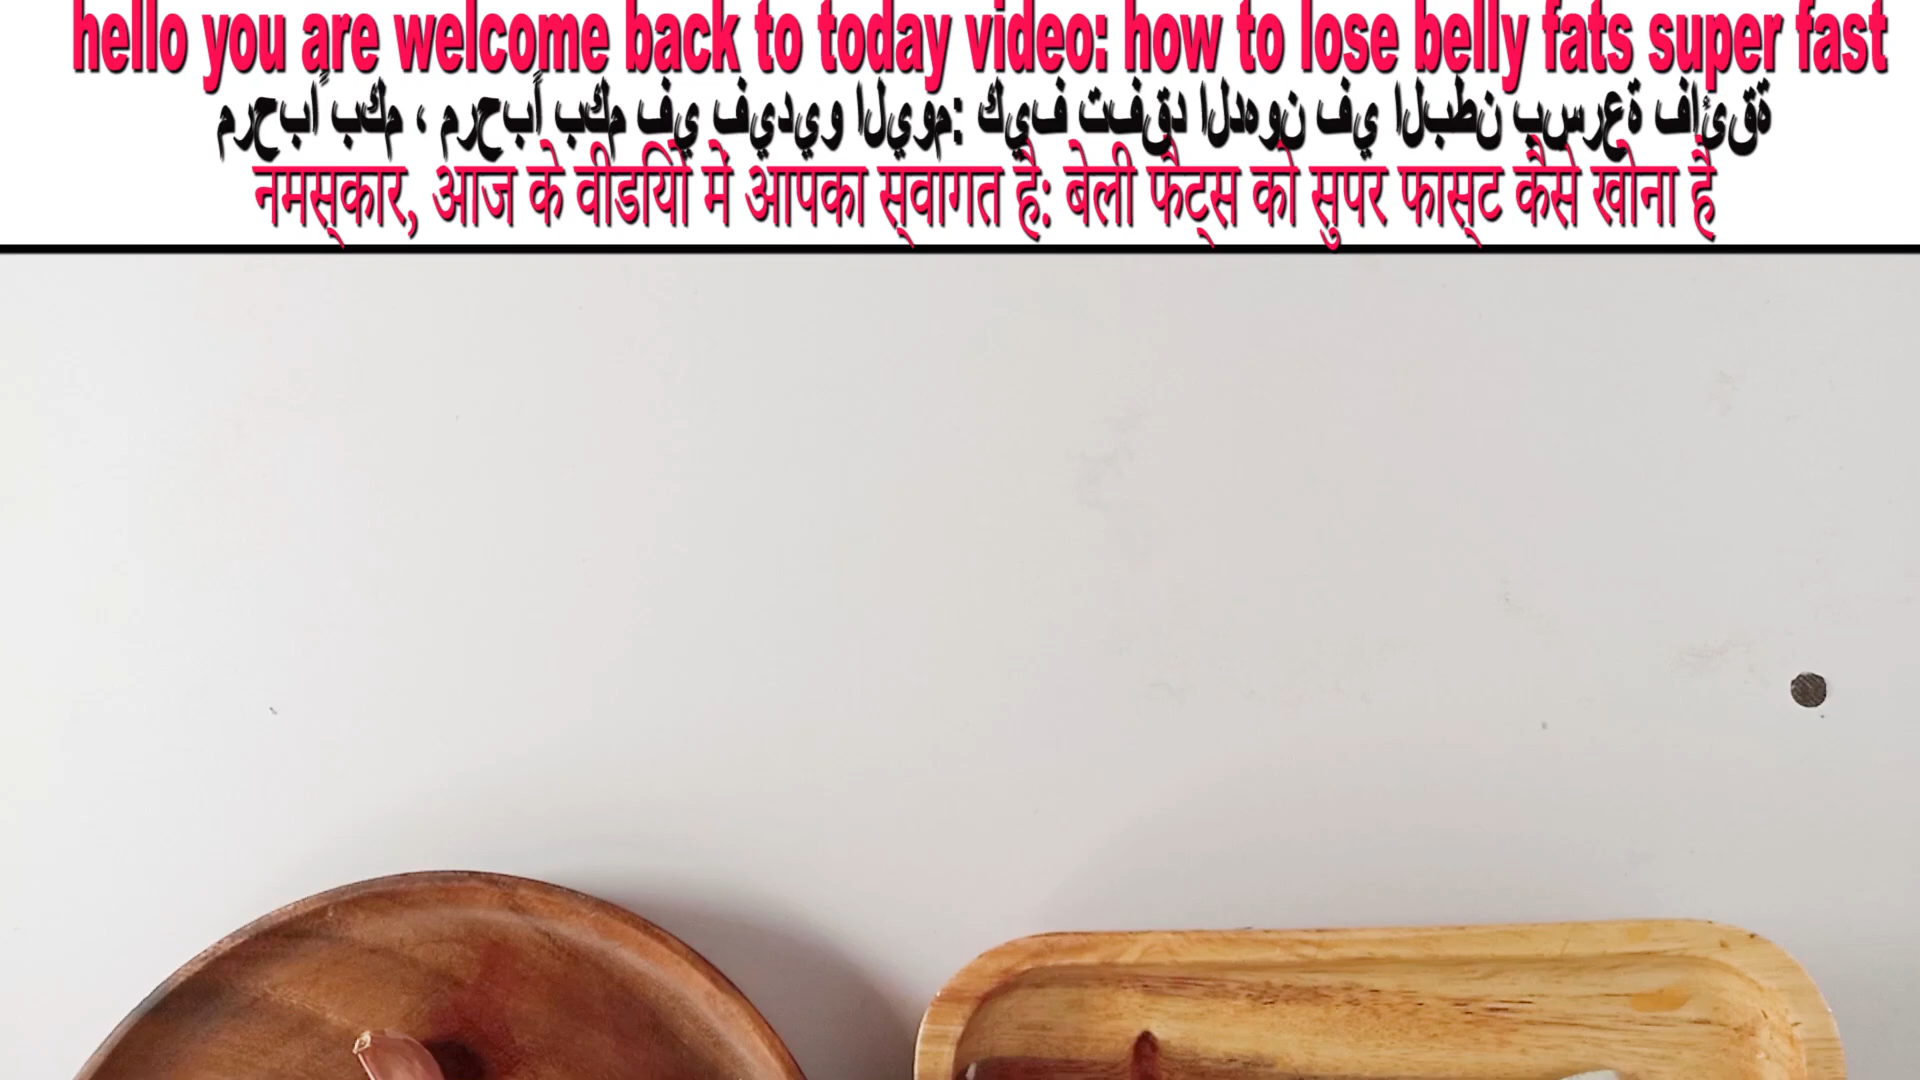 hello you are welcome back to today video: how to lose belly fats super fast
مرحباً بكم ، مرحباً بكم في فيديو اليوم: كيف تفقد الدهون في البطن بسرعة فائقة
नमस्कार, आज के वीडियो में आपका स्वागत है: बेली फैट्स को सुपर फास्ट कैसे खोना है